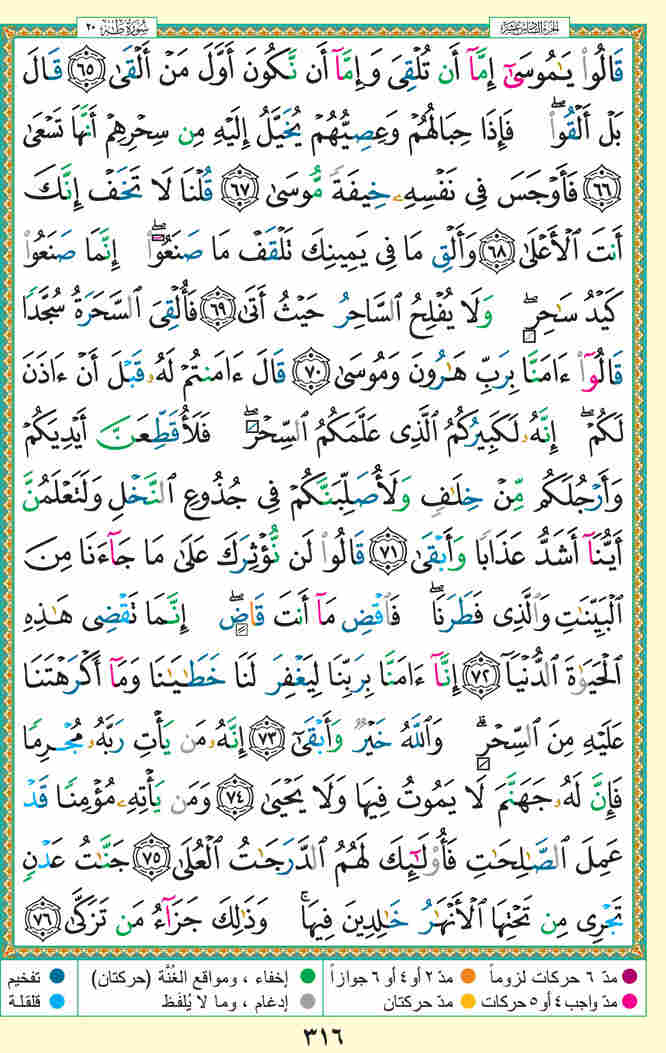 سُورَةُ طه ٢٠
الجزء السادس عشر
قَالُوا۟ يَـٰمُوسَىٰٓ إِمَّآ أَن تُلْقِىَ وَإِمَّآ أَن نَّكُونَ أَوَّلَ مَنْ أَلْقَىٰ ٦٥ قَالَ
بَلْ أَلْقُوا۟ ۖ فَإِذَا حِبَالُهُمْ وَعِصِيُّهُمْ يُخَيَّلُ إِلَيْهِ مِن سِحْرِهِمْ أَنَّهَا تَسْعَىٰ
٦٦ فَأَوْجَسَ فِى نَفْسِهِۦ خِيفَةً مُّوسَىٰ ٦٧ قُلْنَا لَا تَخَفْ إِنَّكَ
أَنتَ ٱلْأَعْلَىٰ ٦٨ وَأَلْقِ مَا فِى يَمِينِكَ تَلْقَفْ مَا صَنَعُوٓا۟ ۖ إِنَّمَا صَنَعُوا۟
كَيْدُ سَـٰحِرٍ ۖ وَلَا يُفْلِحُ ٱلسَّاحِرُ حَيْثُ أَتَىٰ ٦٩ فَأُلْقِىَ ٱلسَّحَرَةُ سُجَّدًا
قَالُوٓا۟ ءَامَنَّا بِرَبِّ هَـٰرُونَ وَمُوسَىٰ ٧٠ قَالَ ءَامَنتُمْ لَهُۥ قَبْلَ أَنْ ءَاذَنَ
لَكُمْ ۖ إِنَّهُۥ لَكَبِيرُكُمُ ٱلَّذِى عَلَّمَكُمُ ٱلسِّحْرَ ۖ فَلَأُقَطِّعَنَّ أَيْدِيَكُمْ
وَأَرْجُلَكُم مِّنْ خِلَـٰفٍ وَلَأُصَلِّبَنَّكُمْ فِى جُذُوعِ ٱلنَّخْلِ وَلَتَعْلَمُنَّ
أَيُّنَآ أَشَدُّ عَذَابًا وَأَبْقَىٰ ٧١ قَالُوا۟ لَن نُّؤْثِرَكَ عَلَىٰ مَا جَآءَنَا مِنَ
ٱلْبَيِّنَـٰتِ وَٱلَّذِى فَطَرَنَا ۖ فَٱقْضِ مَآ أَنتَ قَاضٍ ۖ إِنَّمَا تَقْضِى هَـٰذِهِ
ٱلْحَيَوٰةَ ٱلدُّنْيَآ ٧٢ إِنَّآ ءَامَنَّا بِرَبِّنَا لِيَغْفِرَ لَنَا خَطَـٰيَـٰنَا وَمَآ أَكْرَهْتَنَا
عَلَيْهِ مِنَ ٱلسِّحْرِ ۗ وَٱللَّهُ خَيْرٌ وَأَبْقَىٰٓ ٧٣ إِنَّهُۥ مَن يَأْتِ رَبَّهُۥ مُجْرِمًا
فَإِنَّ لَهُۥ جَهَنَّمَ لَا يَمُوتُ فِيهَا وَلَا يَحْيَىٰ ٧٤ وَمَن يَأْتِهِۦ مُؤْمِنًا قَدْ
عَمِلَ ٱلصَّـٰلِحَـٰتِ فَأُو۟لَـٰٓئِكَ لَهُمُ ٱلدَّرَجَـٰتُ ٱلْعُلَىٰ ٧٥ جَنَّـٰتُ عَدْنٍ
تَجْرِى مِن تَحْتِهَا ٱلْأَنْهَـٰرُ خَـٰلِدِينَ فِيهَا ۚ وَذَٰلِكَ جَزَآءُ مَن تَزَكَّىٰ ٧٦
مدّ ٦ حركات لزوماً مدّ ٢ أو ٤ أو ٦ جوازاً إخفاء ، ومواقع الغُنَّة (حركتان) تفخيم
مدّ واجب ٤ أو ٥ حركات مدّ حركتان إدغام ، وما لا يُلفَظ قلقلة
٣١٦